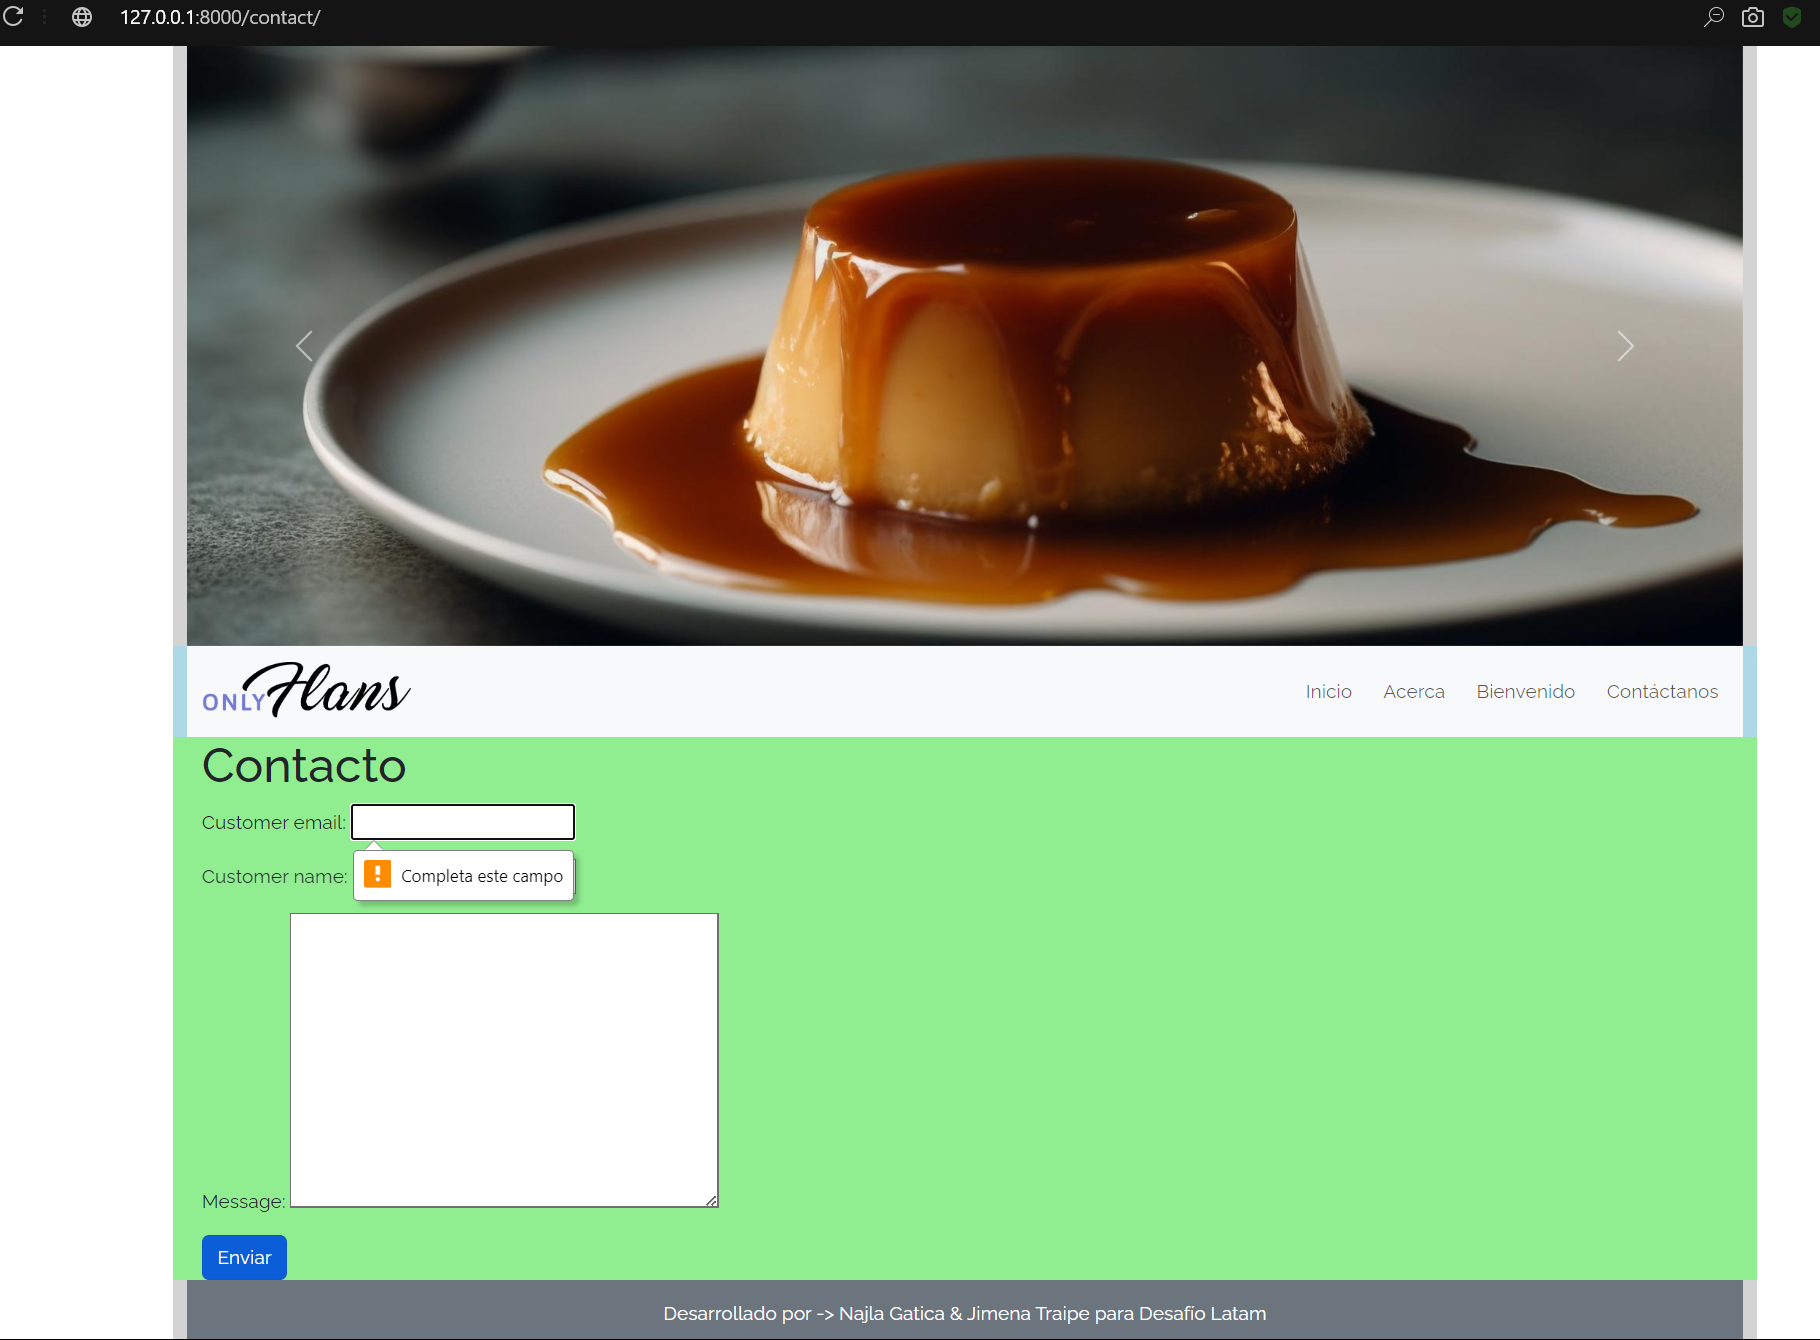 127.0.0.1:8000/contact/
ONLY Flans
Inicio Acerca Bienvenido Contáctanos
Contacto
Customer email:
Completa este campo
Customer name:
Message:
Enviar
Desarrollado por -> Najla Gatica & Jimena Traipe para Desafío Latam